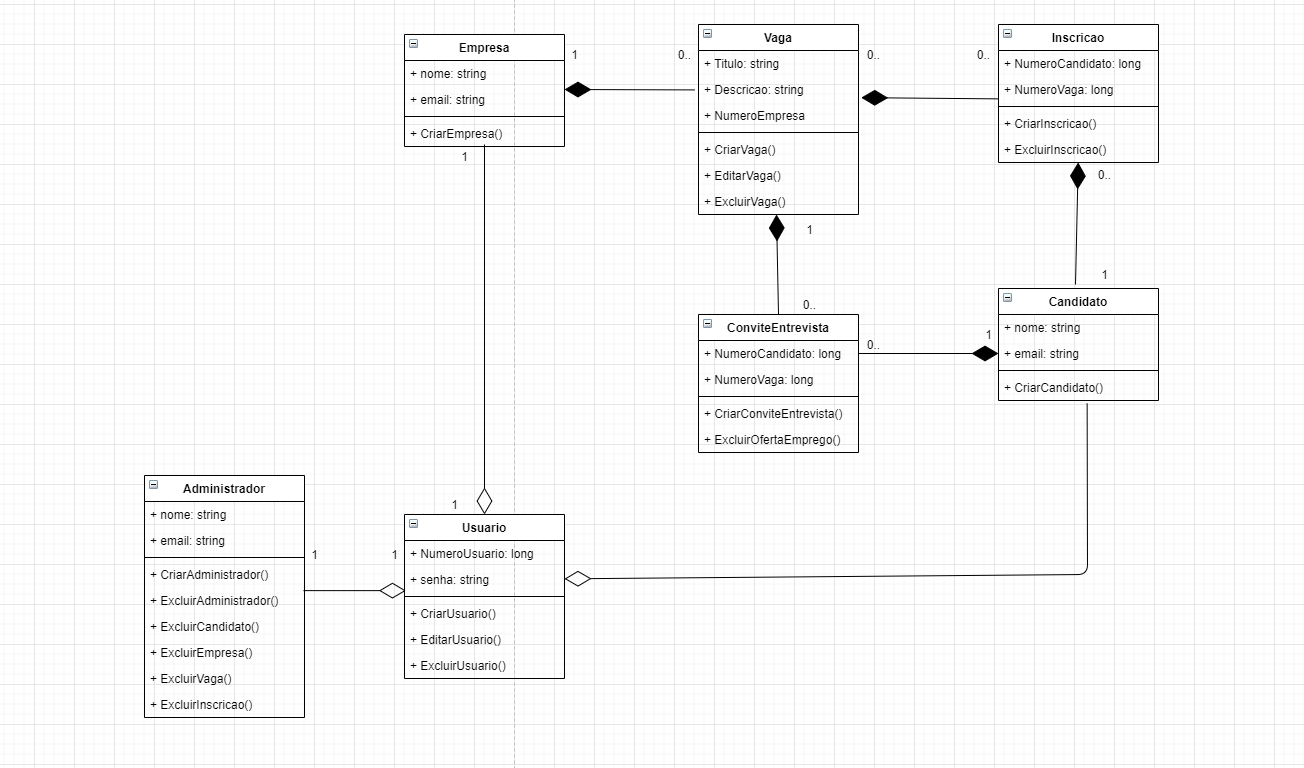 Empresa
+ nome: string
+ email: string
+ CriarEmpresa()
1
0..
Vaga
+ Titulo: string
+ Descricao: string
+ NumeroEmpresa
+ CriarVaga()
+ EditarVaga()
+ ExcluirVaga()
0..
0..
Inscricao
+ NumeroCandidato: long
+ NumeroVaga: long
+ CriarInscricao()
+ ExcluirInscricao()
1
1
0..
0..
1
ConviteEntrevista
+ NumeroCandidato: long
+ NumeroVaga: long
+ CriarConviteEntrevista()
+ ExcluirOfertaEmprego()
0..
1
Candidato
+ nome: string
+ email: string
+ CriarCandidato()
Administrador
+ nome: string
+ email: string
+ CriarAdministrador()
+ ExcluirAdministrador()
+ ExcluirCandidato()
+ ExcluirEmpresa()
+ ExcluirVaga()
+ ExcluirInscricao()
1
1
1
Usuario
+ NumeroUsuario: long
+ senha: string
+ CriarUsuario()
+ EditarUsuario()
+ ExcluirUsuario()